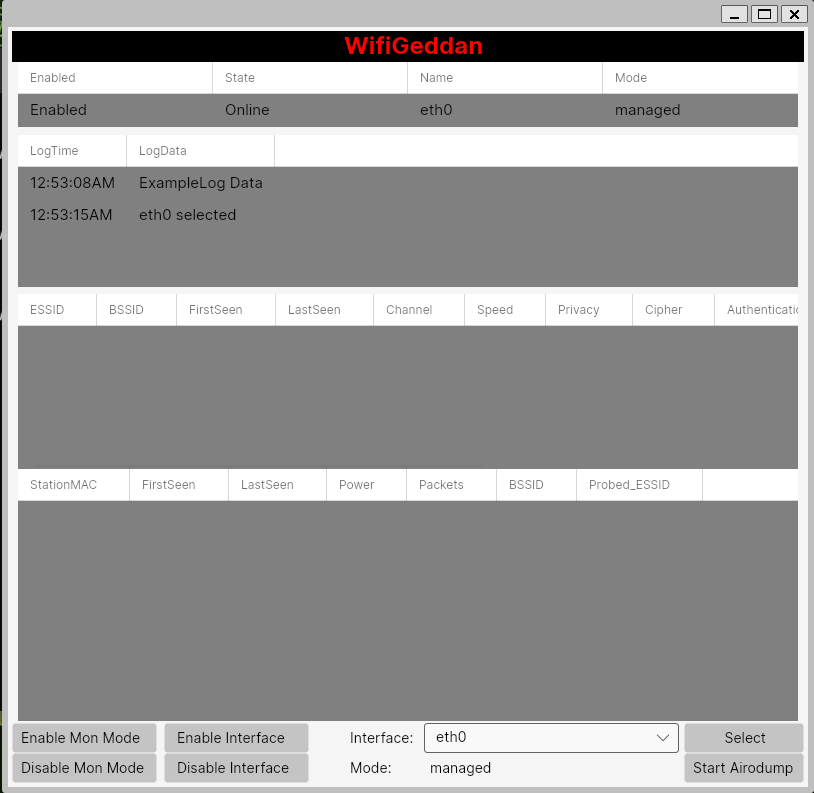 WifiGeddan
Enabled State Name Mode
Enabled Online eth0 managed
LogTime LogData
12:53:08AM ExampleLog Data
12:53:15AM eth0 selected
ESSID BSSID FirstSeen LastSeen Channel Speed Privacy Cipher Authenticatio
StationMAC FirstSeen LastSeen Power Packets BSSID Probed_ESSID
Enable Mon Mode Enable Interface Interface: eth0 Select
Disable Mon Mode Disable Interface Mode: managed Start Airodump